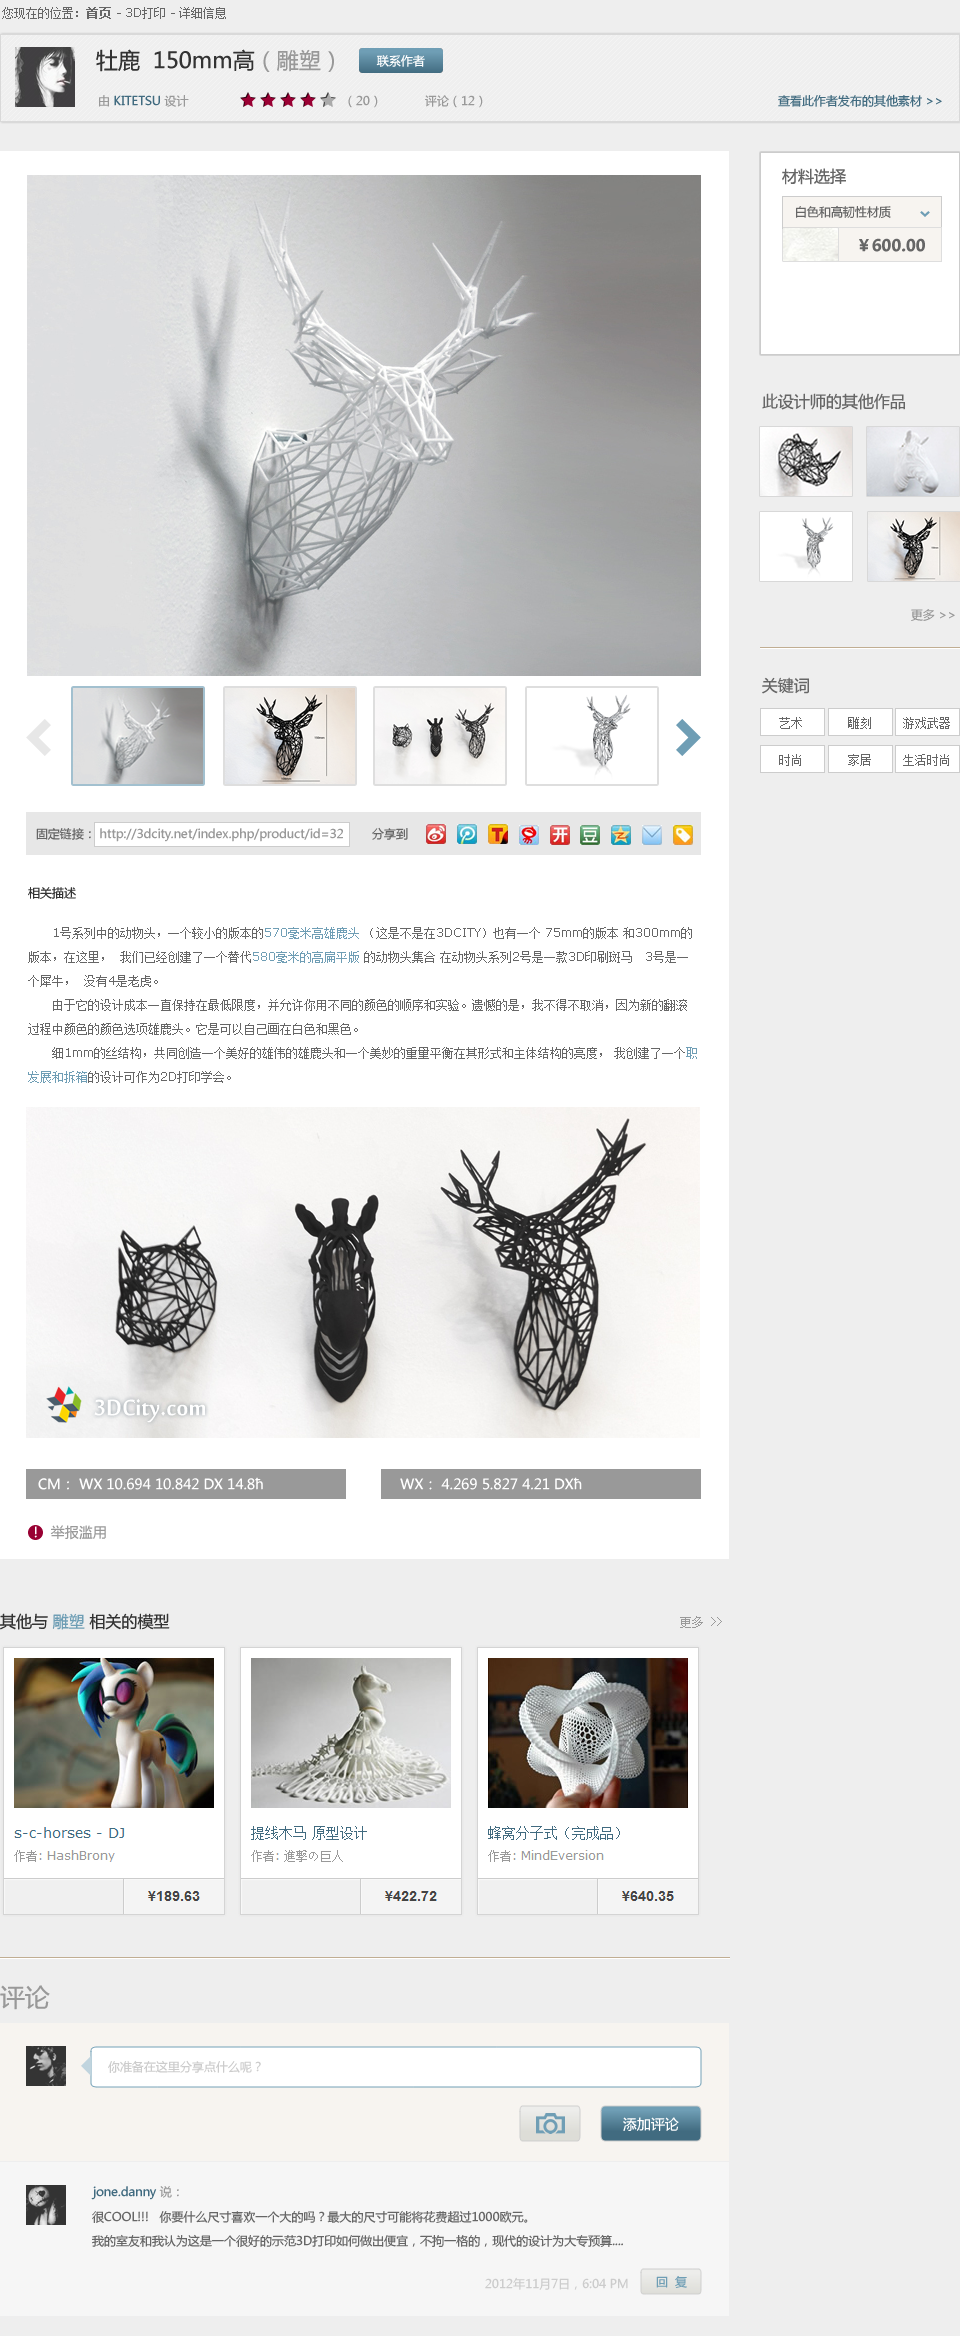 您现在的位置：首页 - 3D打印 - 详细信息
牡鹿 150mm高（雕塑） 联系作者
由 KITETSU 设计 （20） 评论（12） 查看此作者发布的其他素材 >>
材料选择
白色和高韧性材质
¥600.00
此设计师的其他作品
更多 >>
关键词
艺术 雕刻 游戏武器
时尚 家居 生活时尚
固定链接： http://3dcity.net/index.php/product/id=32 分享到
相关描述
1号系列中的动物头，一个较小的版本的570毫米高雄鹿头 （这是不是在3DCITY）也有一个 75mm的版本 和300mm的
版本，在这里， 我们已经创建了一个替代580毫米的高扁平版 的动物头集合 在动物头系列2号是一款3D印刷斑马 3号是一
个犀牛， 没有4是老虎。
由于它的设计成本一直保持在最低限度，并允许你用不同的颜色的顺序和实验。遗憾的是，我不得不取消，因为新的翻滚
过程中颜色的颜色选项雄鹿头。它是可以自己画在白色和黑色。
细1mm的丝结构，共同创造一个美好的雄伟的雄鹿头和一个美妙的重量平衡在其形式和主体结构的亮度， 我创建了一个职
发展和拆箱的设计可作为2D打印学会。
3DCity.com
CM： WX 10.694 10.842 DX 14.8ħ WX： 4.269 5.827 4.21 DXħ
举报滥用
其他与 雕塑 相关的模型 更多 >>
s-c-horses - DJ
作者: HashBrony
¥189.63
提线木马 原型设计
作者: 進撃の巨人
¥422.72
蜂窝分子式（完成品）
作者: MindEversion
¥640.35
评论
你准备在这里分享点什么呢？
添加评论
jone.danny 说：
很COOL!!! 你要什么尺寸喜欢一个大的吗？最大的尺寸可能将花费超过1000欧元。
我的室友和我认为这是一个很好的示范3D打印如何做出便宜，不拘一格的，现代的设计为大专预算....
2012年11月7日，6:04 PM 回 复